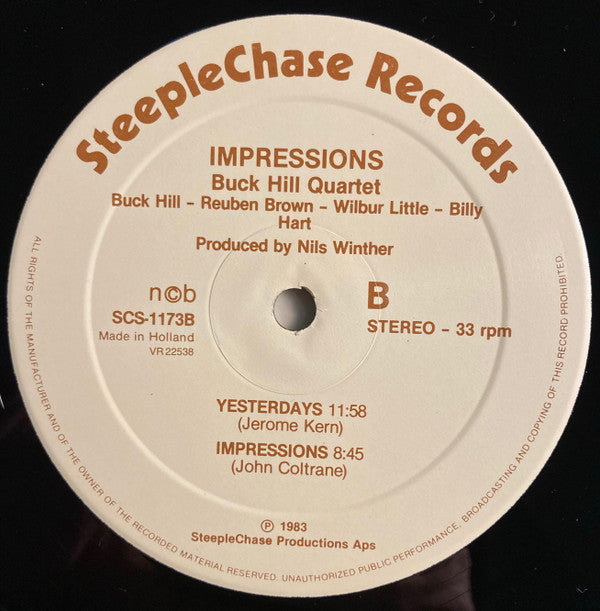 SteepleChase Records
IMPRESSIONS
Buck Hill Quartet
Buck Hill - Reuben Brown - Wilbur Little - Billy
Hart
Produced by Nils Winther
n©b
SCS-1173B
Made in Holland
VR 22538
B
STEREO - 33 rpm
YESTERDAYS 11:58
(Jerome Kern)
IMPRESSIONS 8:45
(John Coltrane)
℗ 1983
SteepleChase Productions Aps
ALL RIGHTS OF THE MANUFACTURER AND OF THE OWNER OF THE RECORDED MATERIAL RESERVED. UNAUTHORIZED PUBLIC PERFORMANCE, BROADCASTING AND COPYING OF THIS RECORD PROHIBITED.